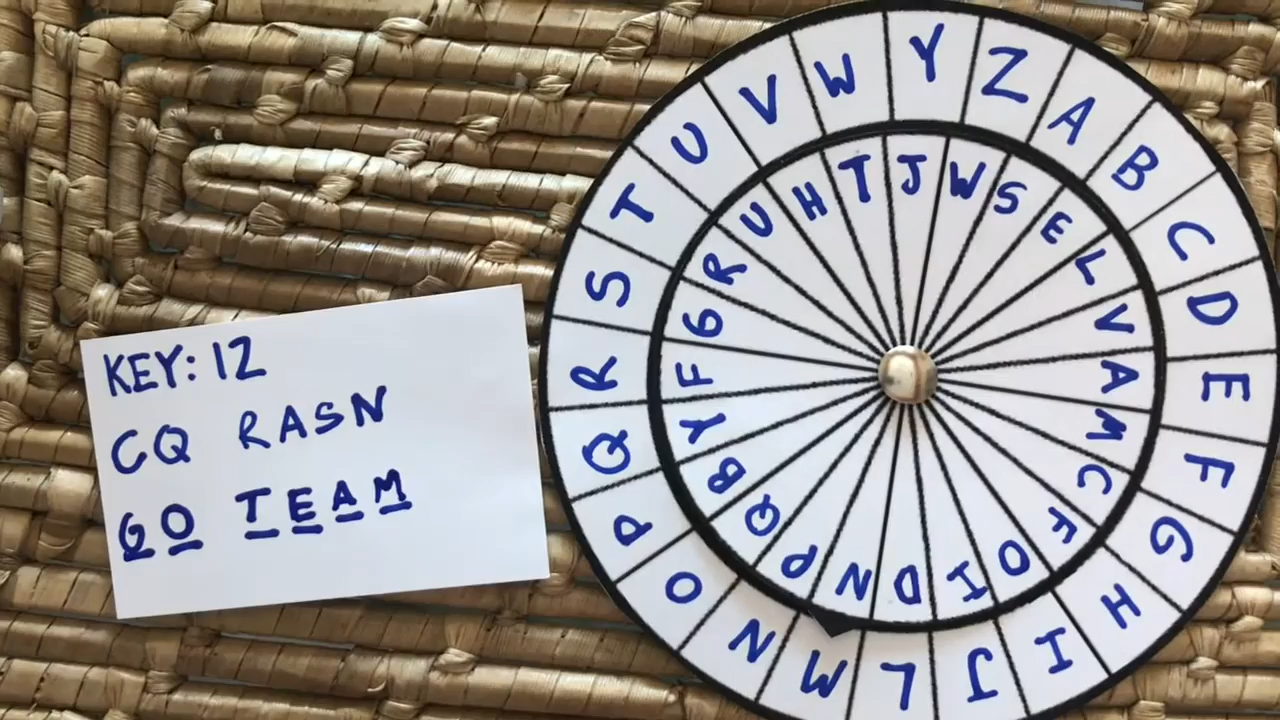 KEY: 12
CQ RASN
GO TEAM
A B C D E F G H I J L M N O P Q R S T U V W Y Z
E L V A M C F O I D N P Q B Y F G R U H T J W S